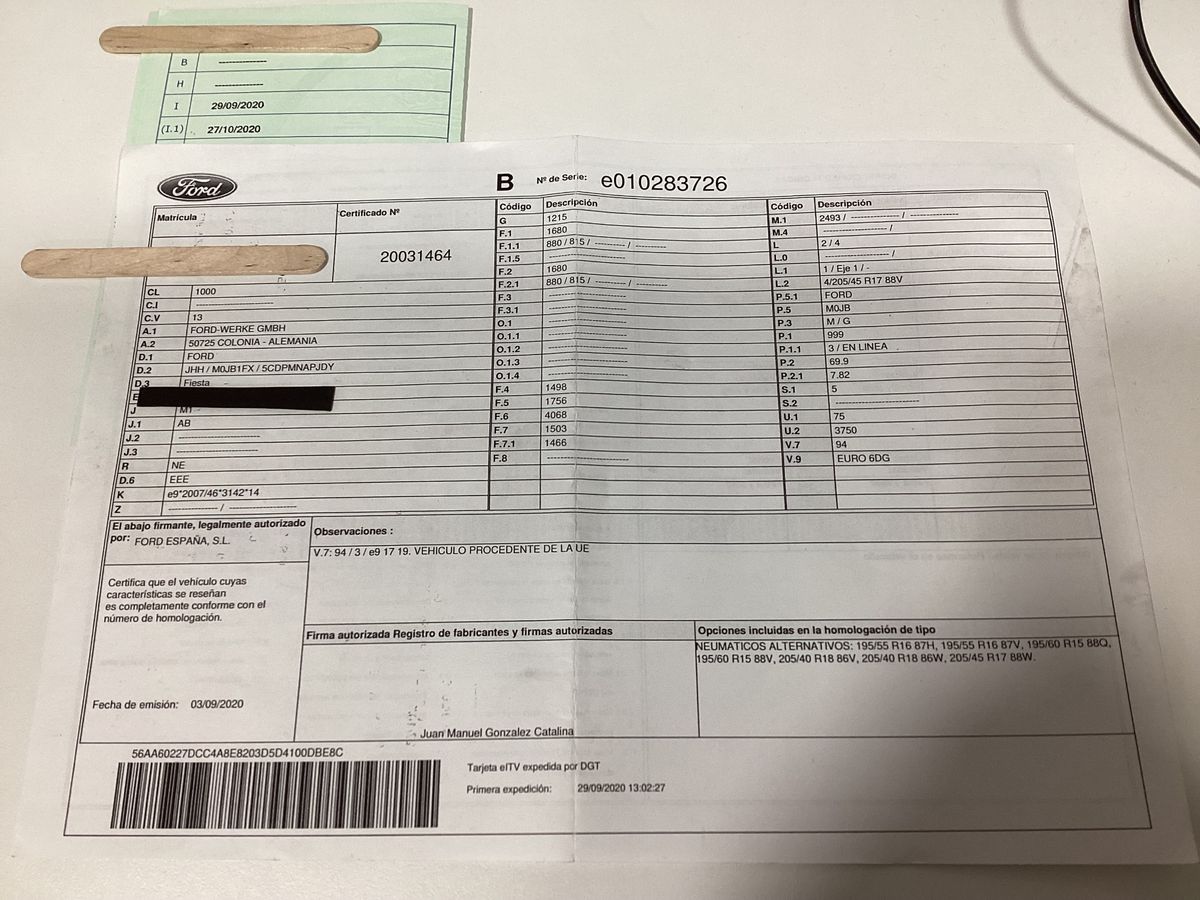 B --------------
H --------------
I 29/09/2020
(I.1) 27/10/2020
Ford
B Nº de Serie: e010283726
Matrícula
Certificado Nº
20031464
CL 1000
C.I ----------------------
C.V 13
A.1 FORD-WERKE GMBH
A.2 50725 COLONIA - ALEMANIA
D.1 FORD
D.2 JHH / M0JB1FX / 5CDPMNAPJDY
D.3 Fiesta
E
J M1
J.1 AB
J.2 ----------------------
J.3 ----------------------
R NE
D.6 EEE
K e9*2007/46*3142*14
Z -------------- / --------------------
Código Descripción
G 1215
F.1 1680
F.1.1 880 / 815 / --------- / ---------
F.1.5 ----------------------
F.2 1680
F.2.1 880 / 815 / --------- / ---------
F.3 ----------------------
F.3.1 ----------------------
O.1 ----------------------
O.1.1 ----------------------
O.1.2 ----------------------
O.1.3 ----------------------
O.1.4 ----------------------
F.4 1498
F.5 1756
F.6 4068
F.7 1503
F.7.1 1466
F.8 ----------------------
Código Descripción
M.1 2493 / -------------- / --------------
M.4 ------------------ /
L 2 / 4
L.0 ------------------ /
L.1 1 / Eje 1 / -
L.2 4/205/45 R17 88V
P.5.1 FORD
P.5 M0JB
P.3 M / G
P.1 999
P.1.1 3 / EN LINEA
P.2 69.9
P.2.1 7.82
S.1 5
S.2 ----------------------
U.1 75
U.2 3750
V.7 94
V.9 EURO 6DG
El abajo firmante, legalmente autorizado
por: FORD ESPAÑA, S.L.
Certifica que el vehículo cuyas
características se reseñan
es completamente conforme con el
número de homologación.
Fecha de emisión: 03/09/2020
Observaciones :
V.7: 94 / 3 / e9 17 19. VEHICULO PROCEDENTE DE LA UE
Firma autorizada Registro de fabricantes y firmas autorizadas
Juan Manuel Gonzalez Catalina
Opciones incluidas en la homologación de tipo
NEUMATICOS ALTERNATIVOS: 195/55 R16 87H, 195/55 R16 87V, 195/60 R15 88Q,
195/60 R15 88V, 205/40 R18 86V, 205/40 R18 86W, 205/45 R17 88W.
56AA60227DCC4A8E8203D5D4100DBE8C
Tarjeta eITV expedida por DGT
Primera expedición: 29/09/2020 13:02:27